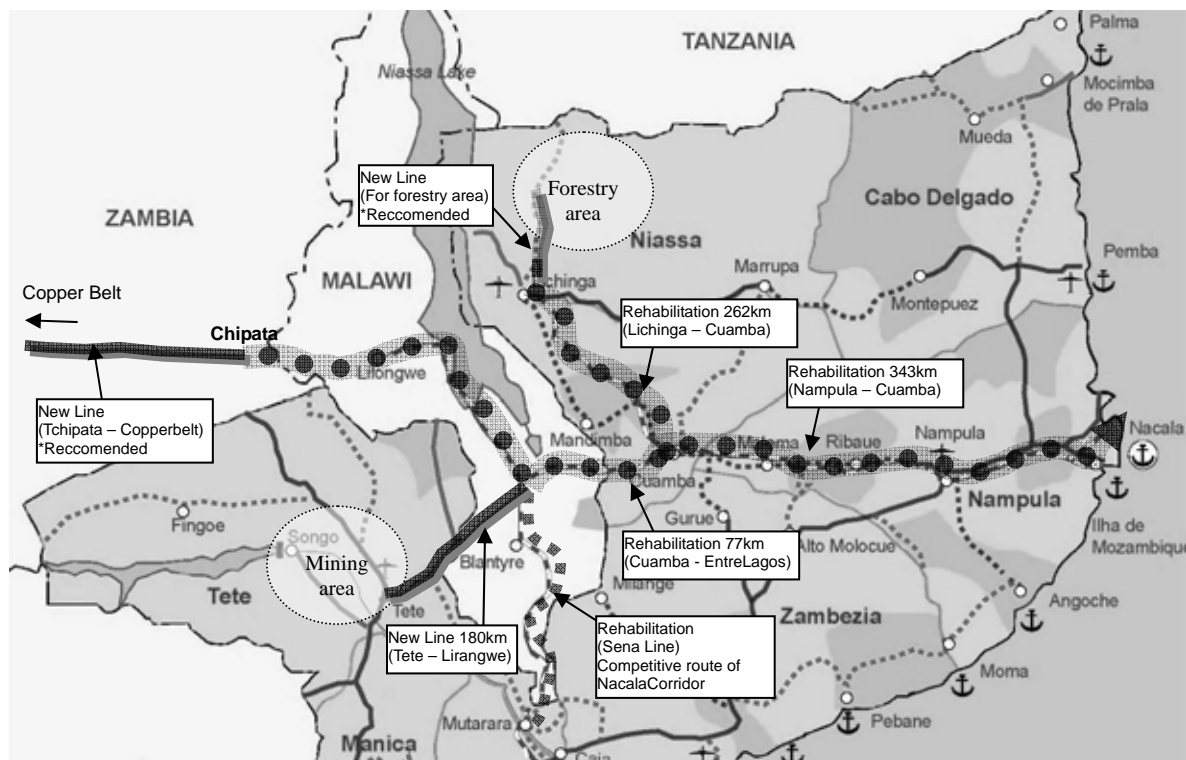 TANZANIA
Palma
Niassa Lake
Mocimba
de Prala
Mueda
New Line
(For forestry area)
*Reccomended
Forestry
area
Cabo Delgado
ZAMBIA
Niassa
MALAWI
Marrupa
Pemba
chinga
Montepuez
Copper Belt
Rehabilitation 262km
(Lichinga – Cuamba)
Chipata
Lilongwe
Rehabilitation 343km
(Nampula – Cuamba)
New Line
(Tchipata – Copperbelt)
*Reccomended
Mandimba
Ribaue
Nampula
Nacala
Cuamba
Nampula
Fingoe
Gurue
Songo
Mining
area
Blantyre
Rehabilitation 77km
(Cuamba - EntreLagos)
Alto Molocue
Ilha de
Mozambique
Tete
Tete
Milange
Angoche
New Line 180km
(Tete – Lirangwe)
Rehabilitation
(Sena Line)
Competitive route of
NacalaCorridor
Zambezia
Moma
Mutarara
Pebane
Manica
Caia